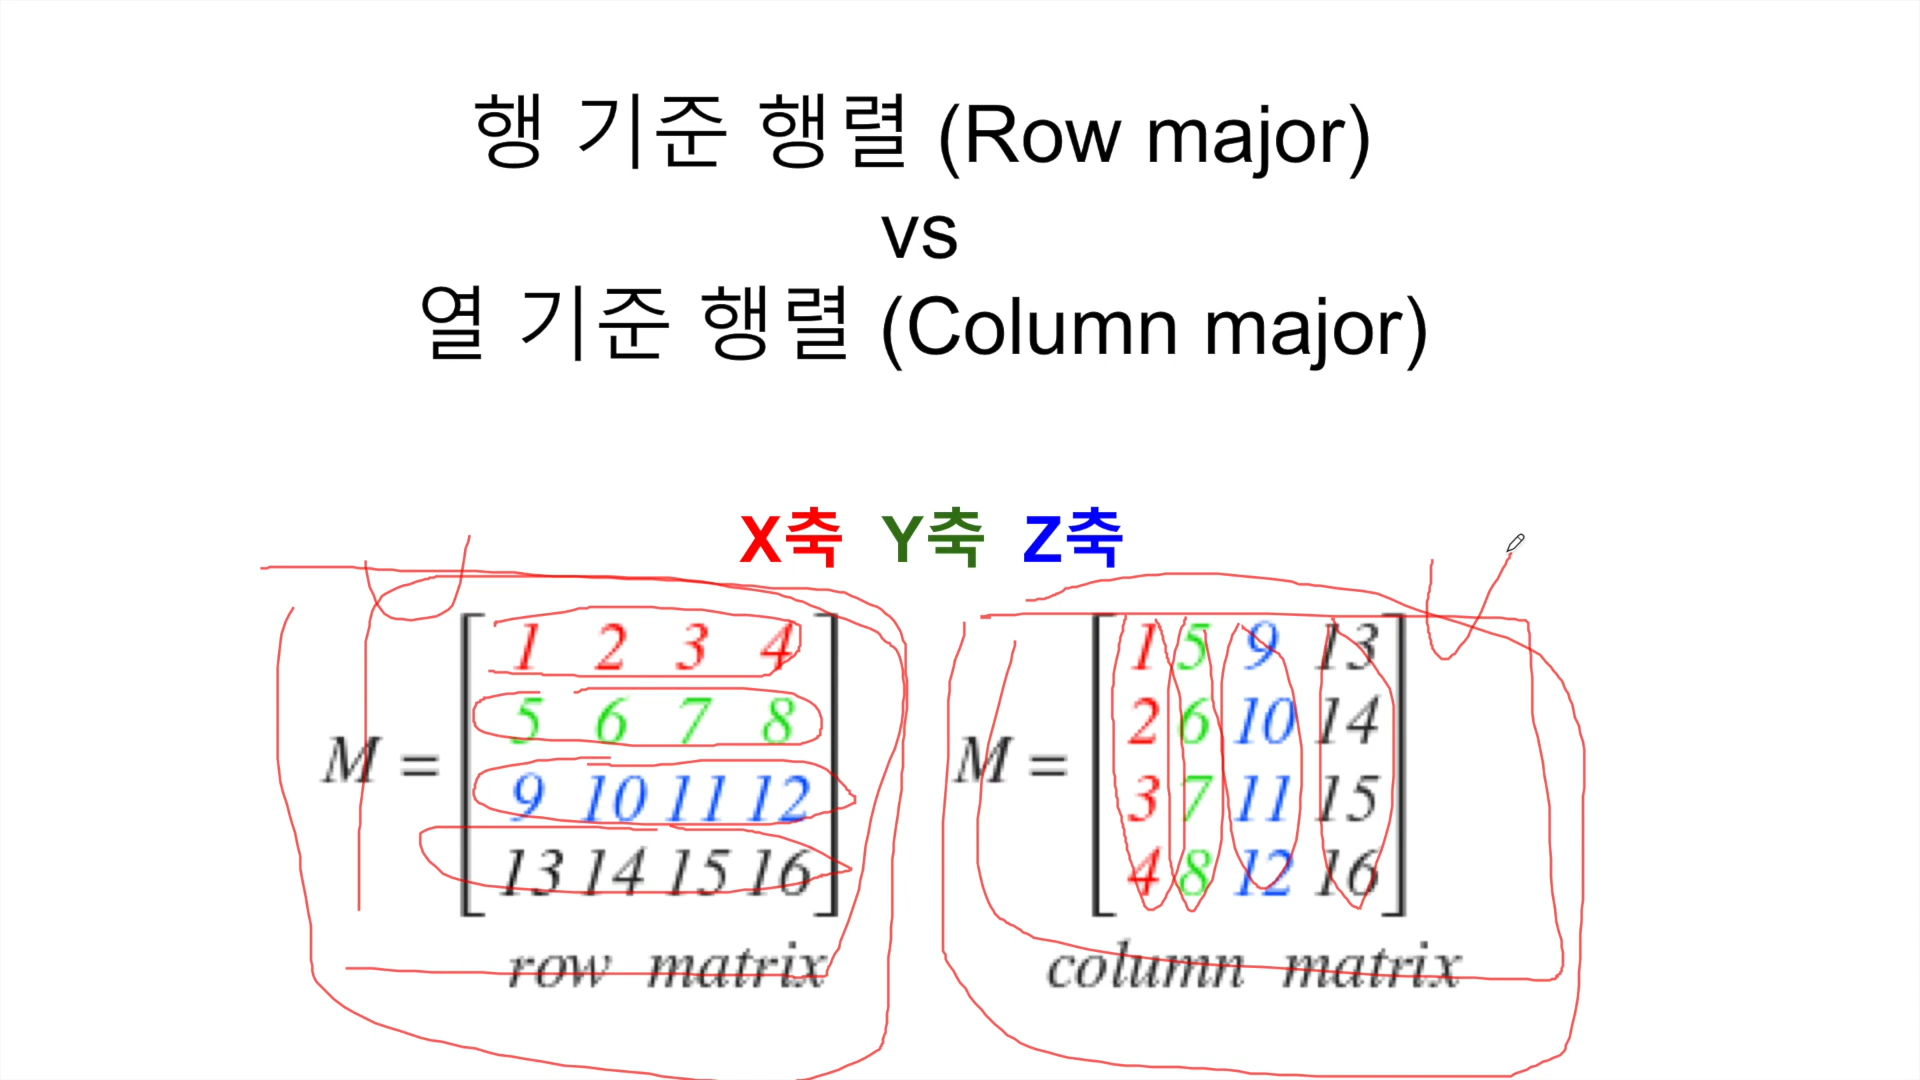 행 기준 행렬 (Row major)
vs
열 기준 행렬 (Column major)
X축 Y축 Z축
1 2 3 4
5 6 7 8
M =
9 10 11 12
13 14 15 16
row matrix
1 5 9 13
2 6 10 14
M =
3 7 11 15
4 8 12 16
column matrix